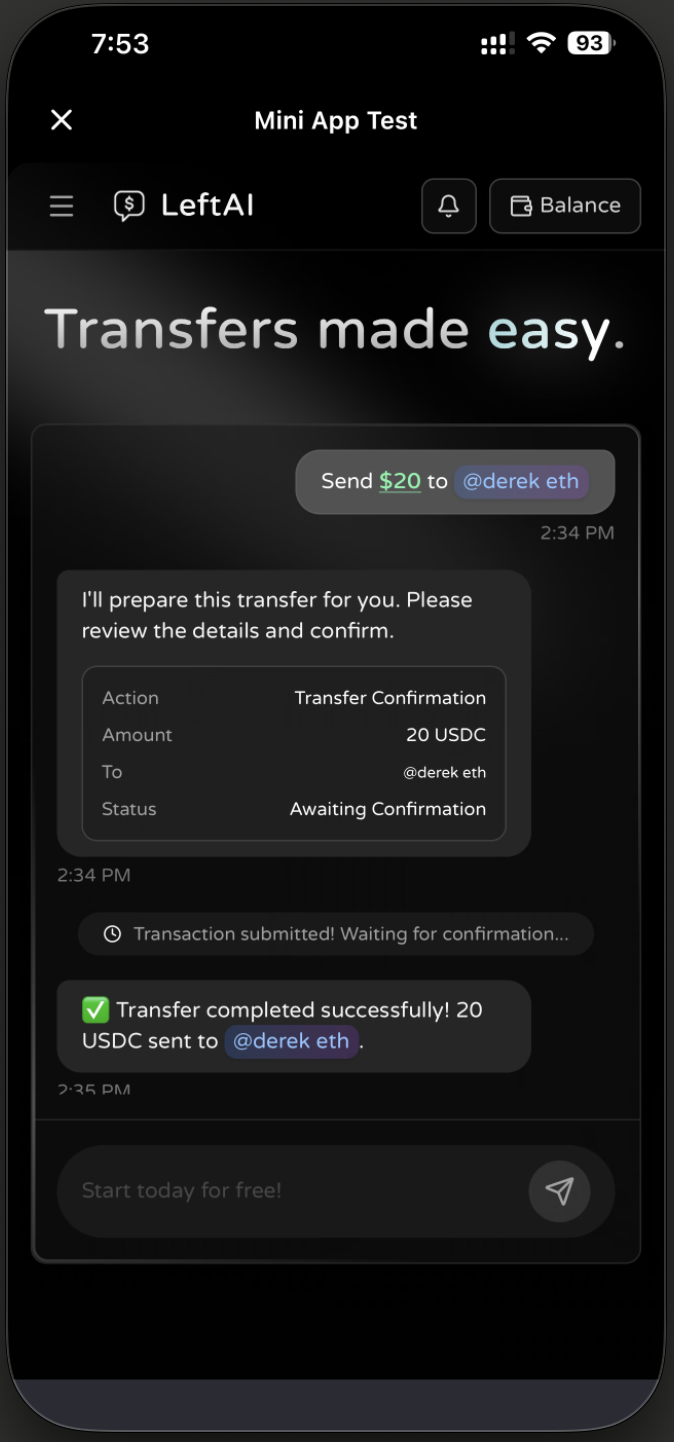 7:53
93
Mini App Test
LeftAI
Balance
Transfers made easy.
Send $20 to @derek eth
2:34 PM
I'll prepare this transfer for you. Please
review the details and confirm.
Action Transfer Confirmation
Amount 20 USDC
To @derek eth
Status Awaiting Confirmation
2:34 PM
Transaction submitted! Waiting for confirmation...
✅ Transfer completed successfully! 20
USDC sent to @derek eth .
2:35 PM
Start today for free!